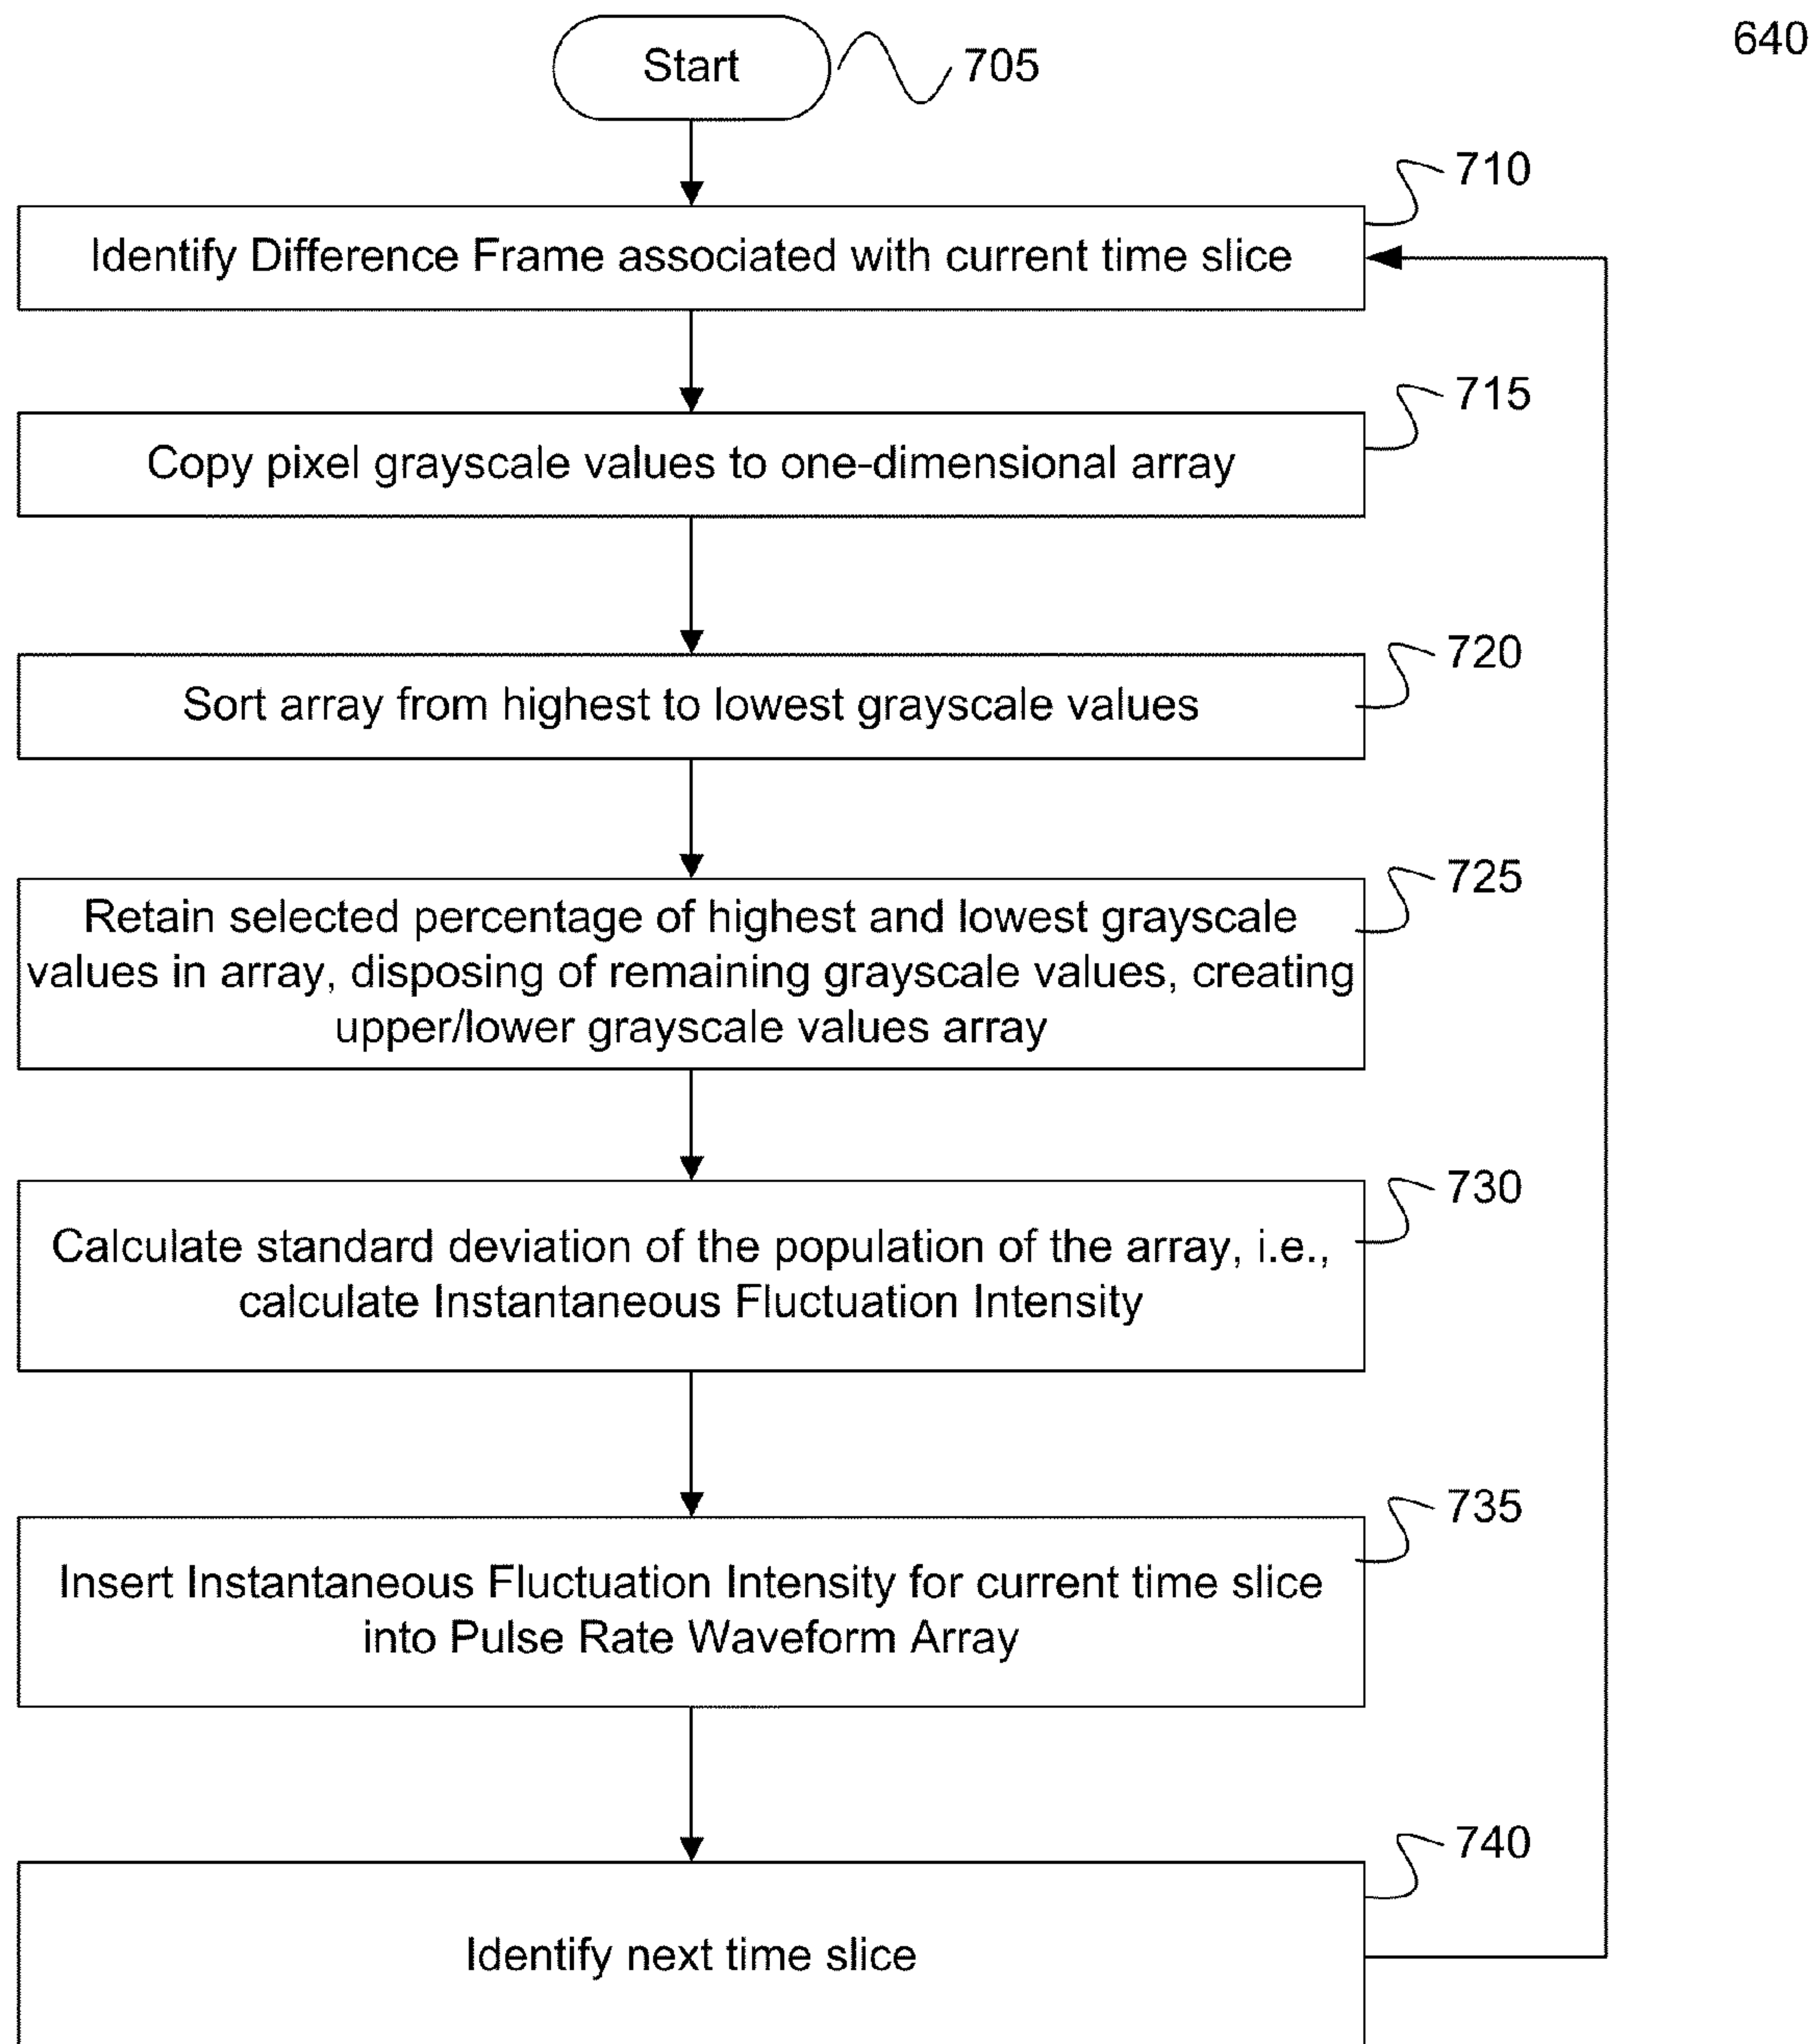 640
Start
705
710
Identify Difference Frame associated with current time slice
715
Copy pixel grayscale values to one-dimensional array
720
Sort array from highest to lowest grayscale values
725
Retain selected percentage of highest and lowest grayscale
values in array, disposing of remaining grayscale values, creating
upper/lower grayscale values array
730
Calculate standard deviation of the population of the array, i.e.,
calculate Instantaneous Fluctuation Intensity
735
Insert Instantaneous Fluctuation Intensity for current time slice
into Pulse Rate Waveform Array
740
Identify next time slice